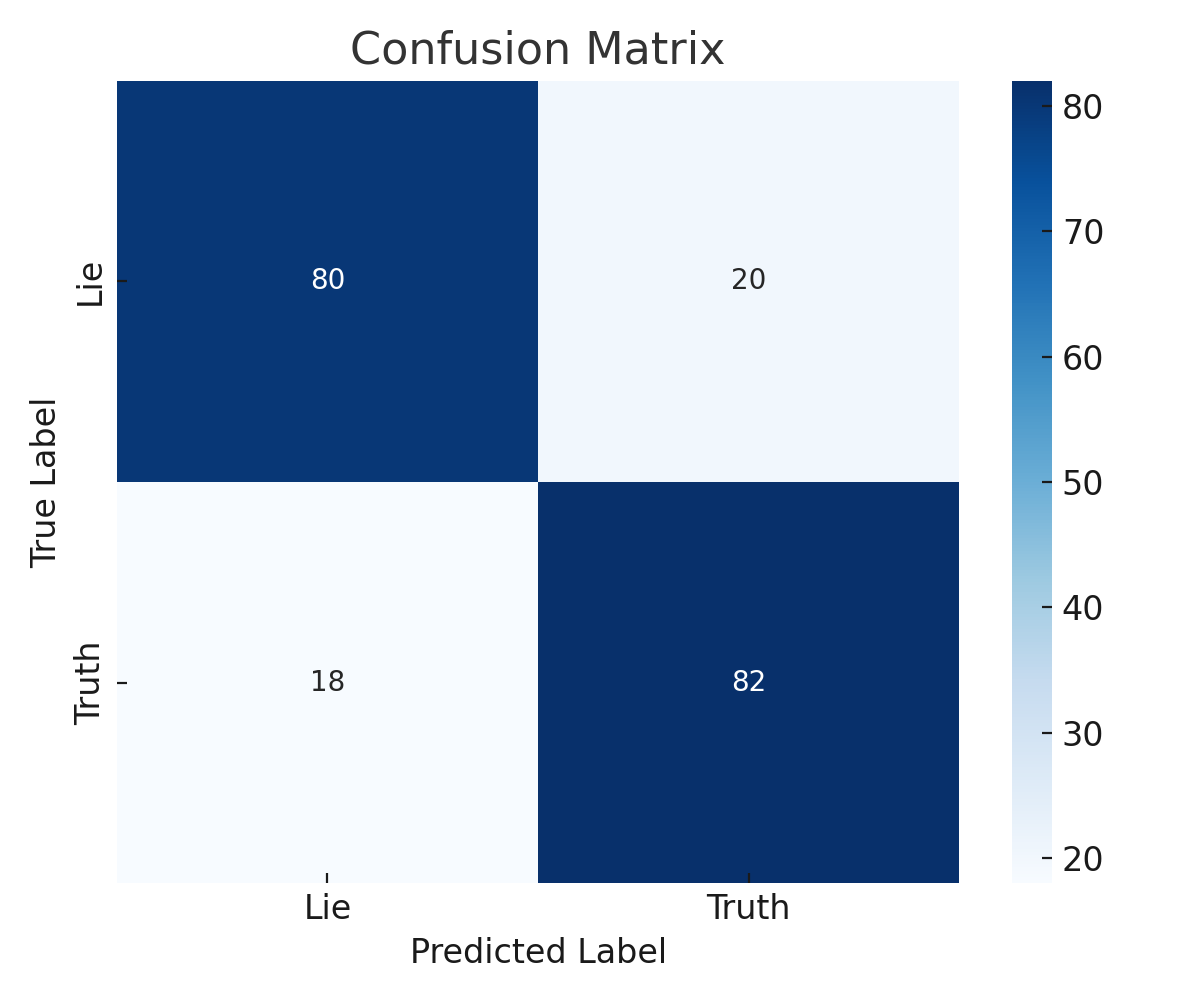 Confusion Matrix
True Label
Lie
80
20
Truth
18
82
Lie
Truth
Predicted Label
80
70
60
50
40
30
20